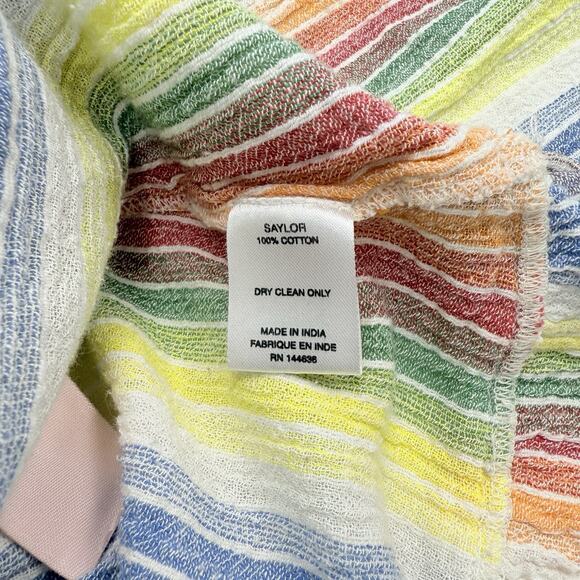 SAYLOR
100% COTTON
DRY CLEAN ONLY
MADE IN INDIA
FABRIQUE EN INDE
RN 144636